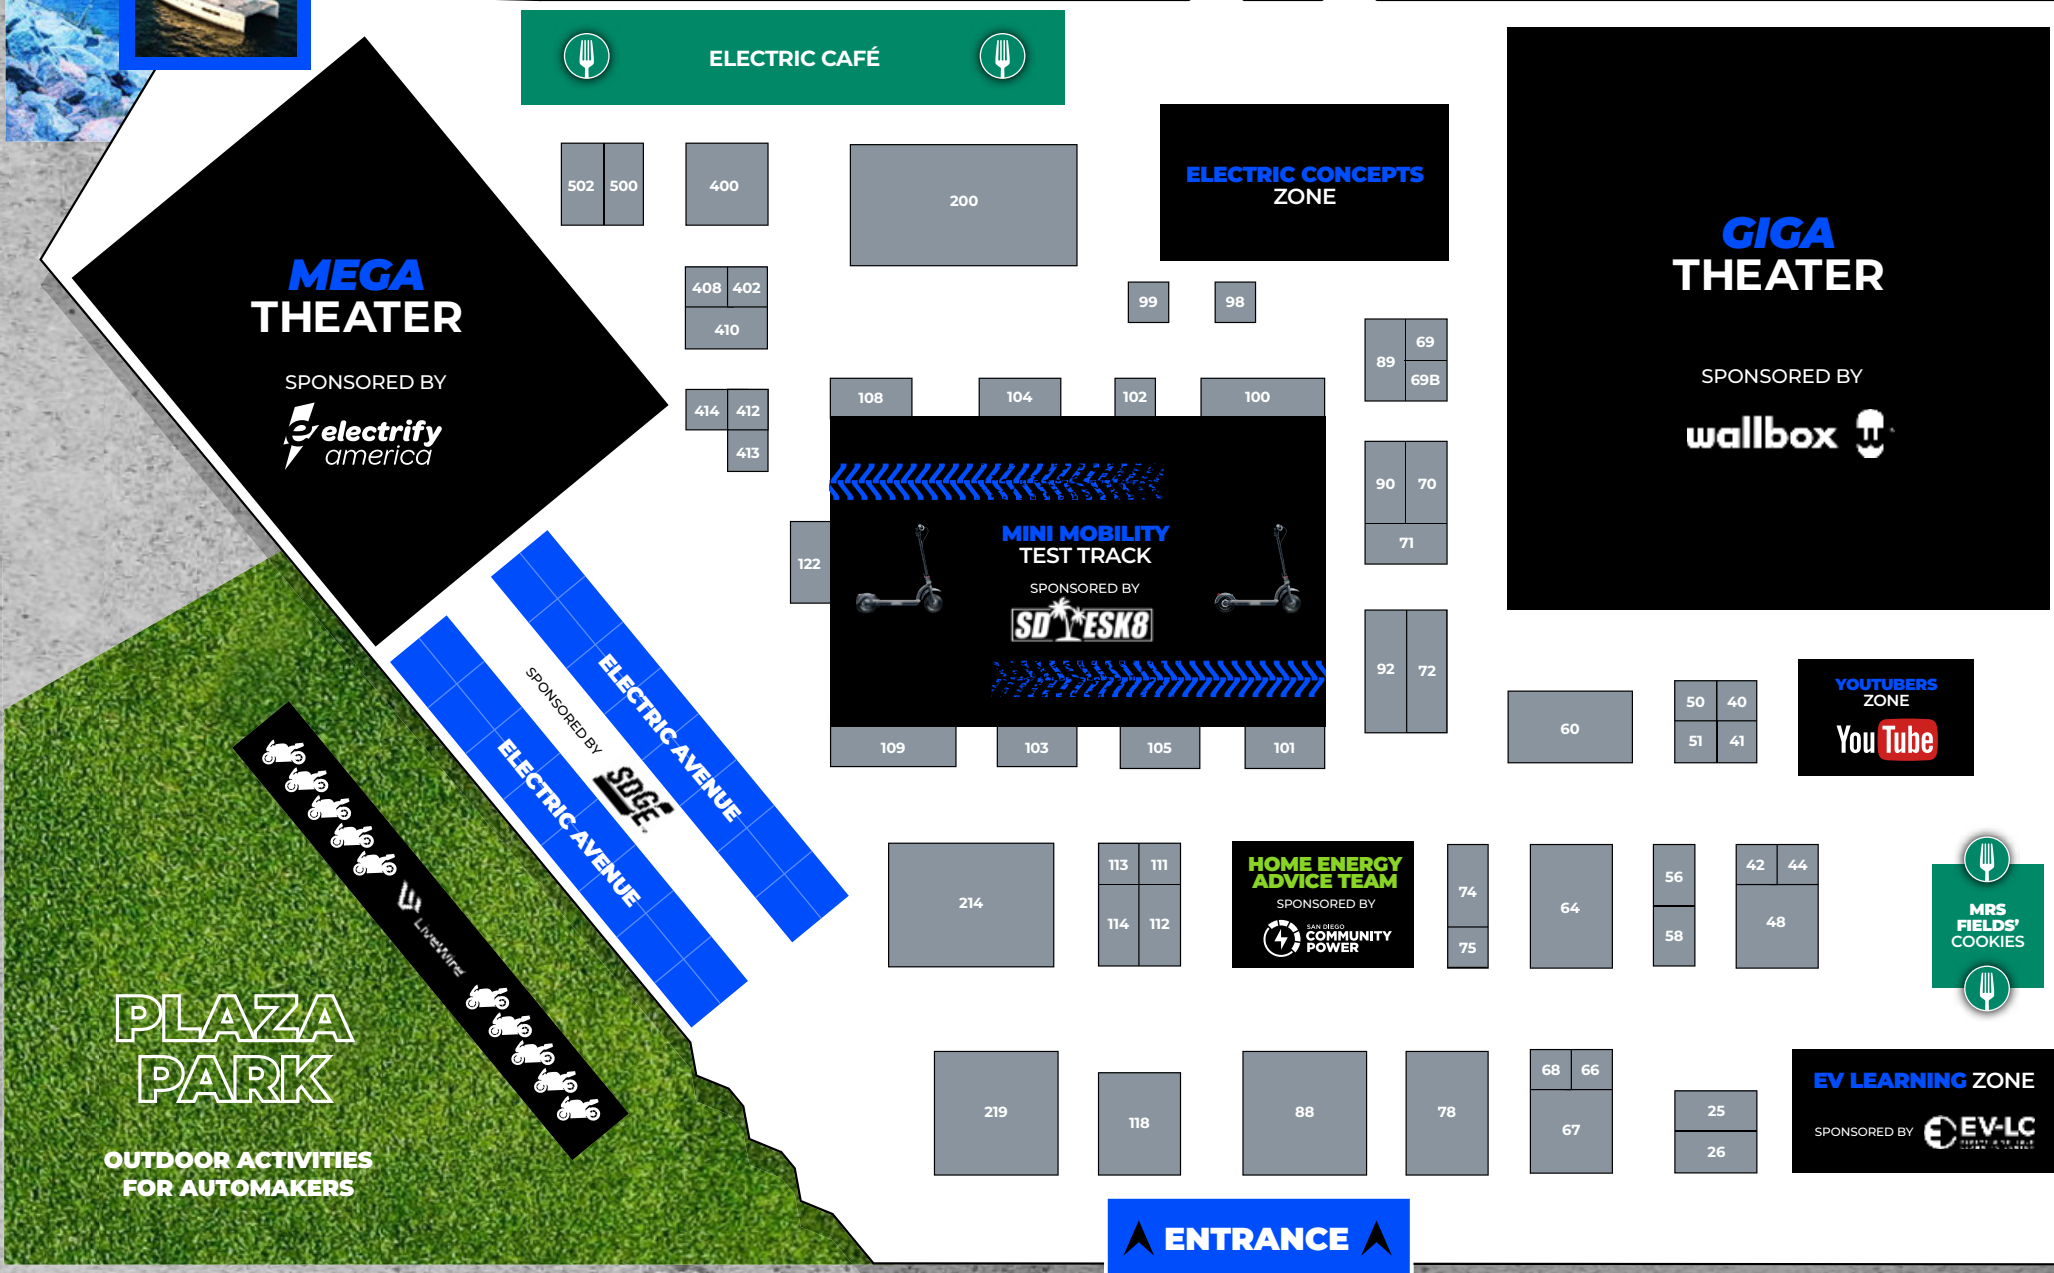 ELECTRIC CAFÉ
502
500
400
200
ELECTRIC CONCEPTS
ZONE
GIGA
THEATER
SPONSORED BY
wallbox
MEGA
THEATER
SPONSORED BY
electrify
america
408
402
410
99
98
89
69
69B
414
412
413
108
104
102
100
90
70
71
122
MINI MOBILITY
TEST TRACK
SPONSORED BY
SD ESK8
92
72
109
103
105
101
60
50
40
51
41
YOUTUBERS
ZONE
YouTube
ELECTRIC AVENUE
SPONSORED BY
SDGE
ELECTRIC AVENUE
LiveWire
214
113
111
114
112
HOME ENERGY
ADVICE TEAM
SPONSORED BY
SAN DIEGO
COMMUNITY
POWER
74
75
64
56
58
42
44
48
MRS
FIELDS'
COOKIES
PLAZA
PARK
OUTDOOR ACTIVITIES
FOR AUTOMAKERS
219
118
88
78
68
66
67
25
26
EV LEARNING ZONE
SPONSORED BY
EV-LC
ENTRANCE